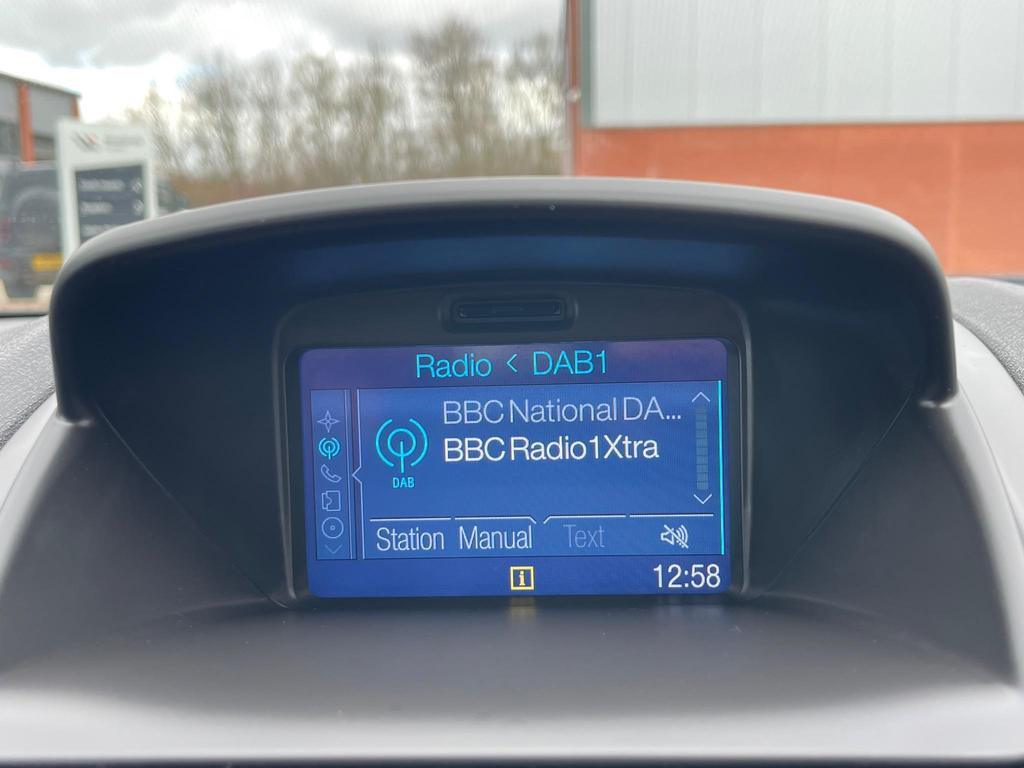 Radio < DAB1
BBC National DA...
BBC Radio1Xtra
DAB
Station Manual Text
i 12:58